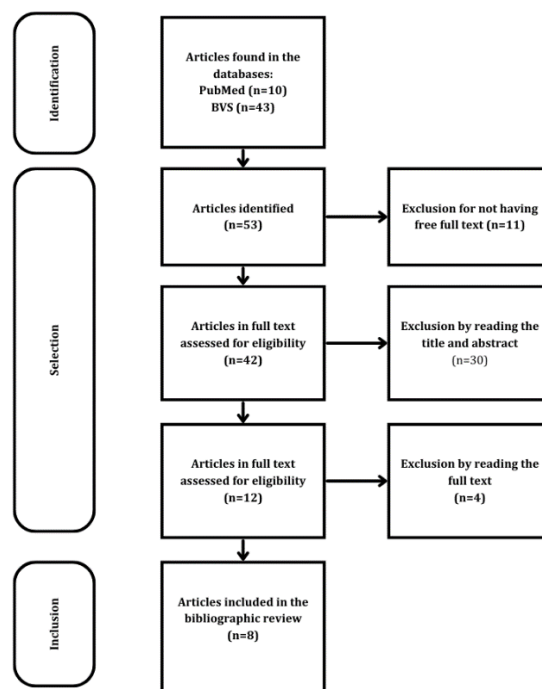 Identification
Articles found in the
databases:
PubMed (n=10)
BVS (n=43)
Selection
Articles identified
(n=53)
Exclusion for not having
free full text (n=11)
Articles in full text
assessed for eligibility
(n=42)
Exclusion by reading the
title and abstract
(n=30)
Articles in full text
assessed for eligibility
(n=12)
Exclusion by reading the
full text
(n=4)
Inclusion
Articles included in the
bibliographic review
(n=8)